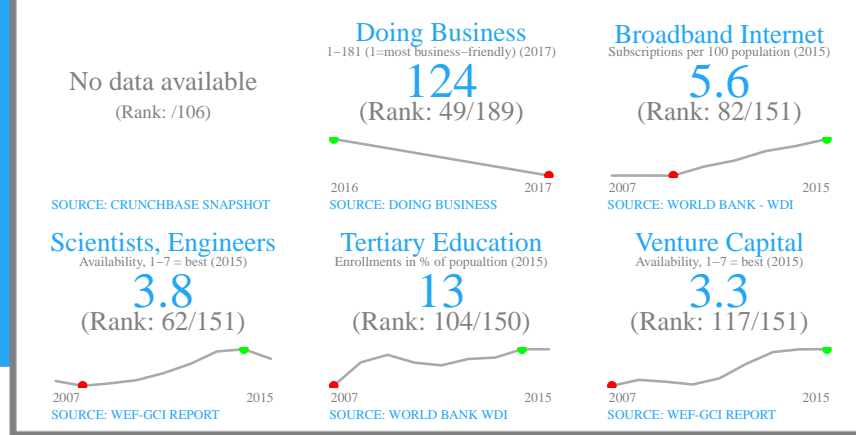 No data available
(Rank: /106)
SOURCE: CRUNCHBASE SNAPSHOT
Doing Business
1−181 (1=most business−friendly) (2017)
124
(Rank: 49/189)
2016 2017
SOURCE: DOING BUSINESS
Broadband Internet
Subscriptions per 100 population (2015)
5.6
(Rank: 82/151)
2007 2015
SOURCE: WORLD BANK - WDI
Scientists, Engineers
Availability, 1−7 = best (2015)
3.8
(Rank: 62/151)
2007 2015
SOURCE: WEF-GCI REPORT
Tertiary Education
Enrollments in % of popualtion (2015)
13
(Rank: 104/150)
2007 2015
SOURCE: WORLD BANK WDI
Venture Capital
Availability, 1−7 = best (2015)
3.3
(Rank: 117/151)
2007 2015
SOURCE: WEF-GCI REPORT